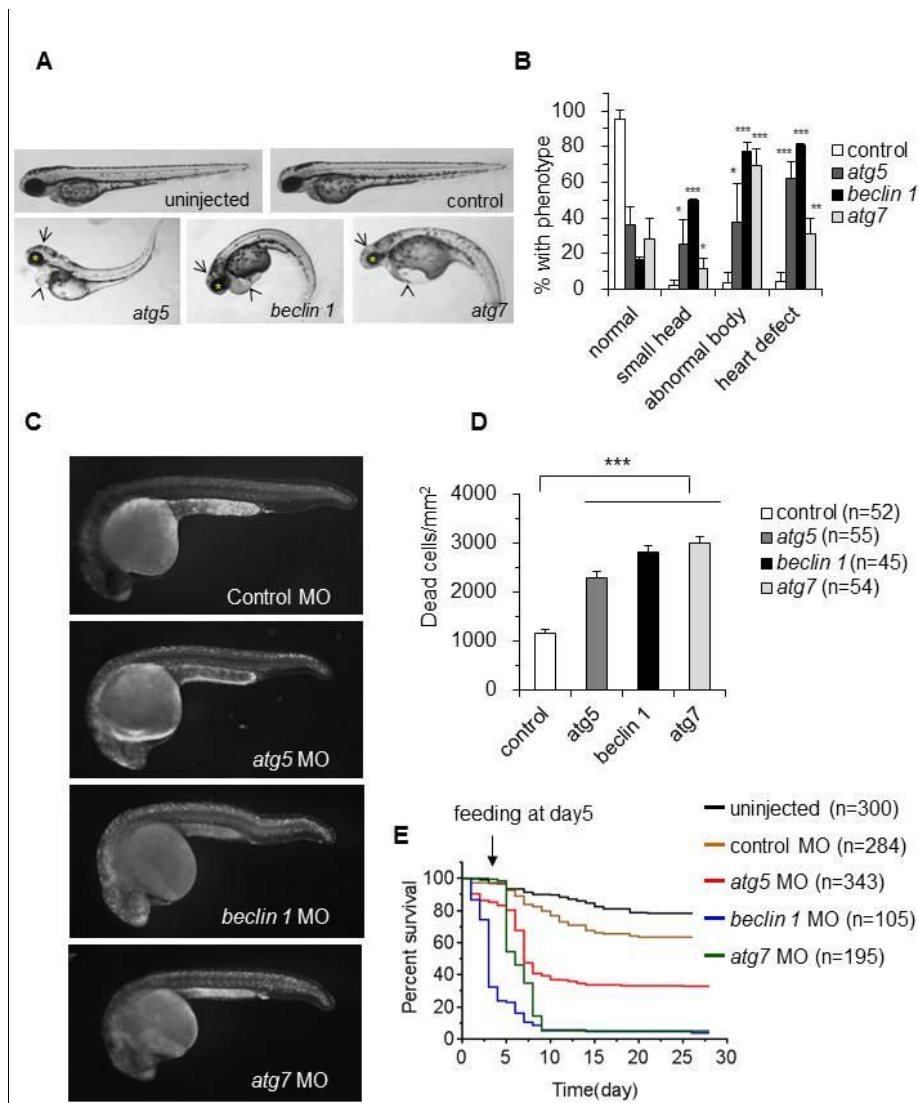 A
uninjected
control
atg5
beclin 1
atg7
B
% with phenotype
100
80
60
40
20
0
*
***
*
*
***
***
***
***
**
normal
small head
abnormal body
heart defect
control
atg5
beclin 1
atg7
C
Control MO
atg5 MO
beclin 1 MO
atg7 MO
D
***
Dead cells/mm²
4000
3000
2000
1000
0
control
atg5
beclin 1
atg7
control (n=52)
atg5 (n=55)
beclin 1 (n=45)
atg7 (n=54)
E
feeding at day5
Percent survival
100
80
60
40
20
0
0 5 10 15 20 25 30
Time(day)
uninjected (n=300)
control MO (n=284)
atg5 MO (n=343)
beclin 1 MO (n=105)
atg7 MO (n=195)